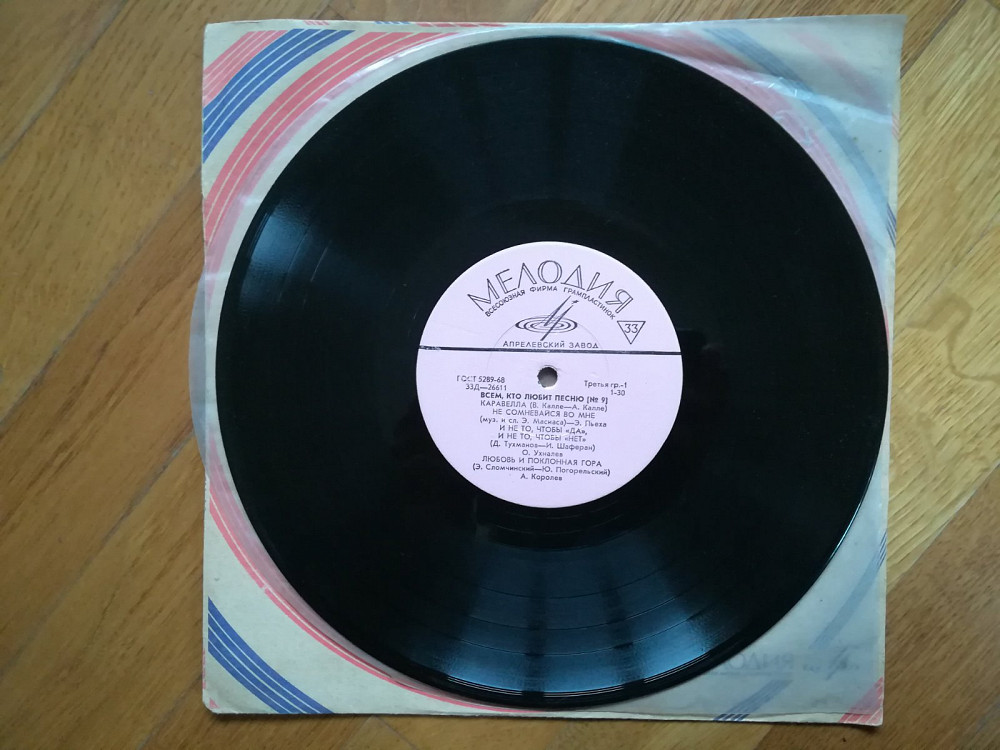 МЕЛОДИЯ
ВСЕСОЮЗНАЯ ФИРМА ГРАМПЛАСТИНОК
33
АПРЕЛЕВСКИЙ ЗАВОД
ГОСТ 5289-68
Третья гр.-1
33Д—26611
1-30
ВСЕМ, КТО ЛЮБИТ ПЕСНЮ [№ 9]
КАРАВЕЛЛА (В. Калле—А. Калле)
НЕ СОМНЕВАЙСЯ ВО МНЕ
(муз. и сл. Э. Масиаса)—Э. Пьеха
И НЕ ТО, ЧТОБЫ «ДА»,
И НЕ ТО, ЧТОБЫ «НЕТ»
(Д. Тухманов—И. Шаферан)
О. Ухналев
ЛЮБОВЬ И ПОКЛОННАЯ ГОРА
(Э. Сломчинский—Ю. Погорельский)
А. Королев